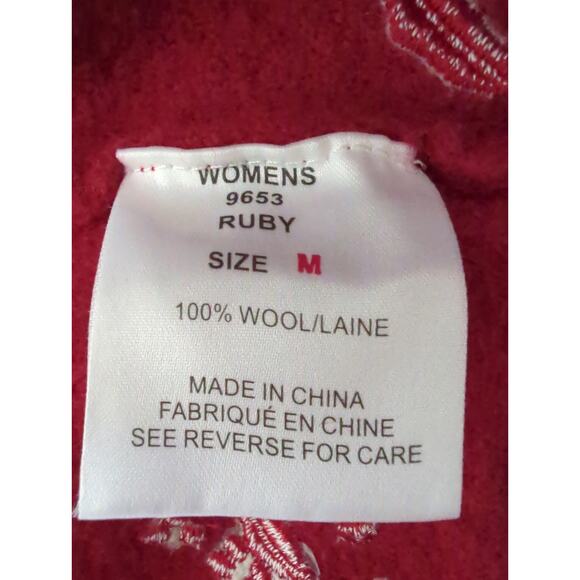 WOMENS
9653
RUBY
SIZE M
100% WOOL/LAINE
MADE IN CHINA
FABRIQUÉ EN CHINE
SEE REVERSE FOR CARE